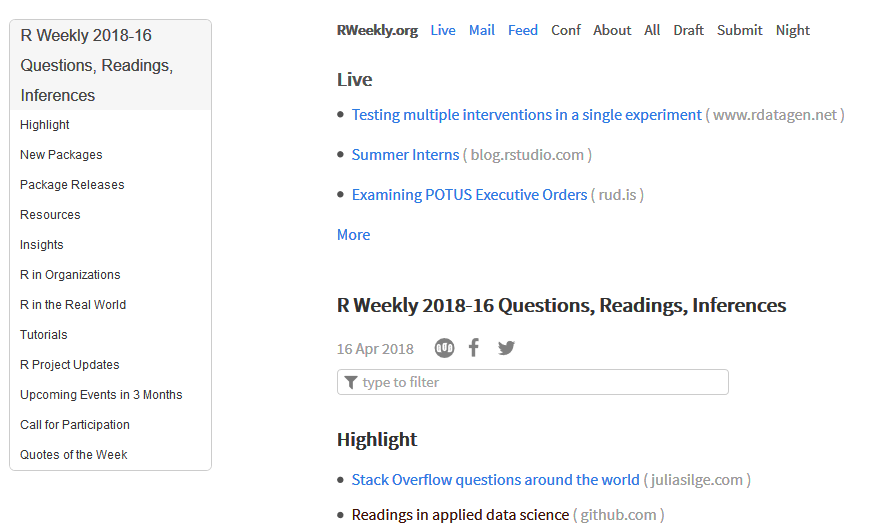 R Weekly 2018-16
Questions, Readings,
Inferences
Highlight
New Packages
Package Releases
Resources
Insights
R in Organizations
R in the Real World
Tutorials
R Project Updates
Upcoming Events in 3 Months
Call for Participation
Quotes of the Week
RWeekly.org Live Mail Feed Conf About All Draft Submit Night
Live
Testing multiple interventions in a single experiment ( www.rdatagen.net )
Summer Interns ( blog.rstudio.com )
Examining POTUS Executive Orders ( rud.is )
More
R Weekly 2018-16 Questions, Readings, Inferences
16 Apr 2018
type to filter
Highlight
Stack Overflow questions around the world ( juliasilge.com )
Readings in applied data science ( github.com )